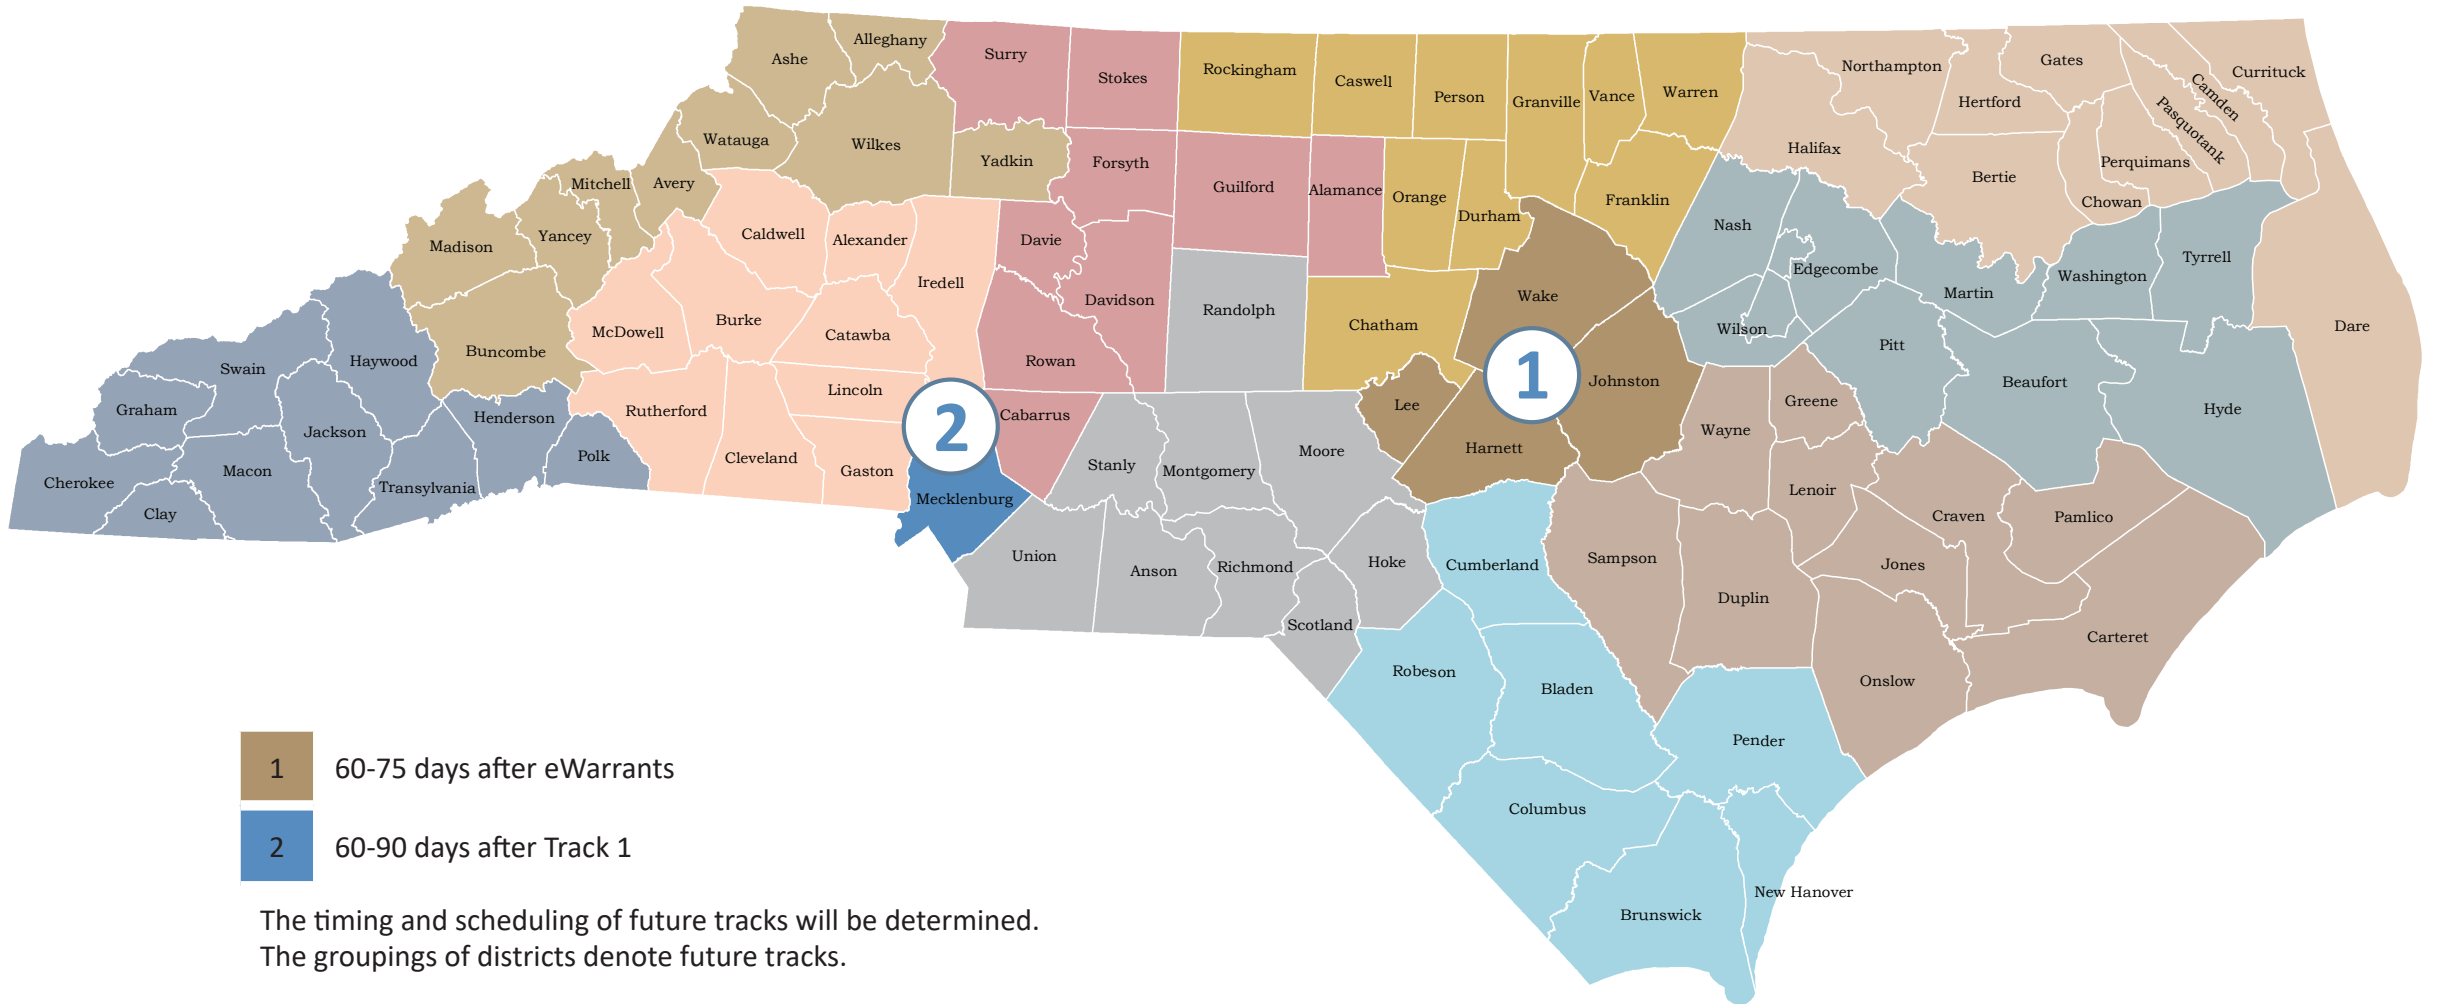 Alleghany
Ashe
Surry
Stokes
Rockingham
Caswell
Person
Granville
Vance
Warren
Northampton
Gates
Currituck
Camden
Hertford
Pasquotank
Watauga
Wilkes
Yadkin
Forsyth
Guilford
Alamance
Orange
Durham
Franklin
Halifax
Bertie
Perquimans
Chowan
Mitchell
Avery
Madison
Yancey
Caldwell
Alexander
Iredell
Davie
Davidson
Randolph
Chatham
Wake
Nash
Edgecombe
Martin
Washington
Tyrrell
Dare
Swain
Haywood
Buncombe
McDowell
Burke
Catawba
Rowan
1
Johnston
Wilson
Pitt
Beaufort
Hyde
Graham
Jackson
Henderson
Rutherford
Lincoln
2
Cabarrus
Lee
Harnett
Wayne
Greene
Cherokee
Macon
Clay
Transylvania
Polk
Cleveland
Gaston
Mecklenburg
Stanly
Montgomery
Moore
Lenoir
Craven
Pamlico
Union
Anson
Richmond
Hoke
Scotland
Cumberland
Sampson
Duplin
Jones
Carteret
Onslow
Robeson
Bladen
Pender
Columbus
Brunswick
New Hanover
1 60-75 days after eWarrants
2 60-90 days after Track 1
The timing and scheduling of future tracks will be determined.
The groupings of districts denote future tracks.